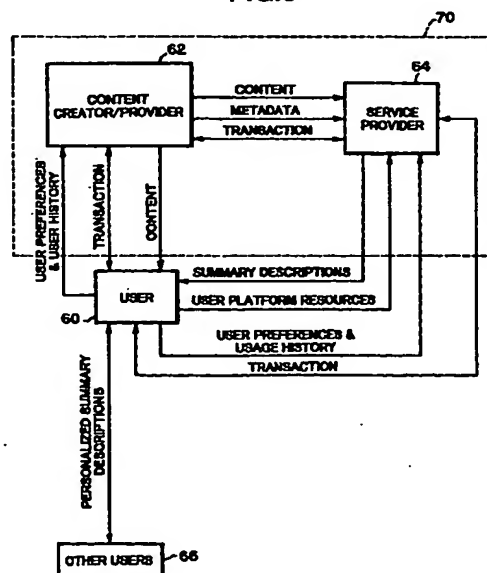 70
62
64
CONTENT
CREATOR/PROVIDER
CONTENT
METADATA
TRANSACTION
SERVICE
PROVIDER
USER PREFERENCES
& USER HISTORY
TRANSACTION
CONTENT
SUMMARY DESCRIPTIONS
USER
USER PLATFORM RESOURCES
60
USER PREFERENCES &
USAGE HISTORY
TRANSACTION
PERSONALIZED SUMMARY
DESCRIPTIONS
OTHER USERS
66